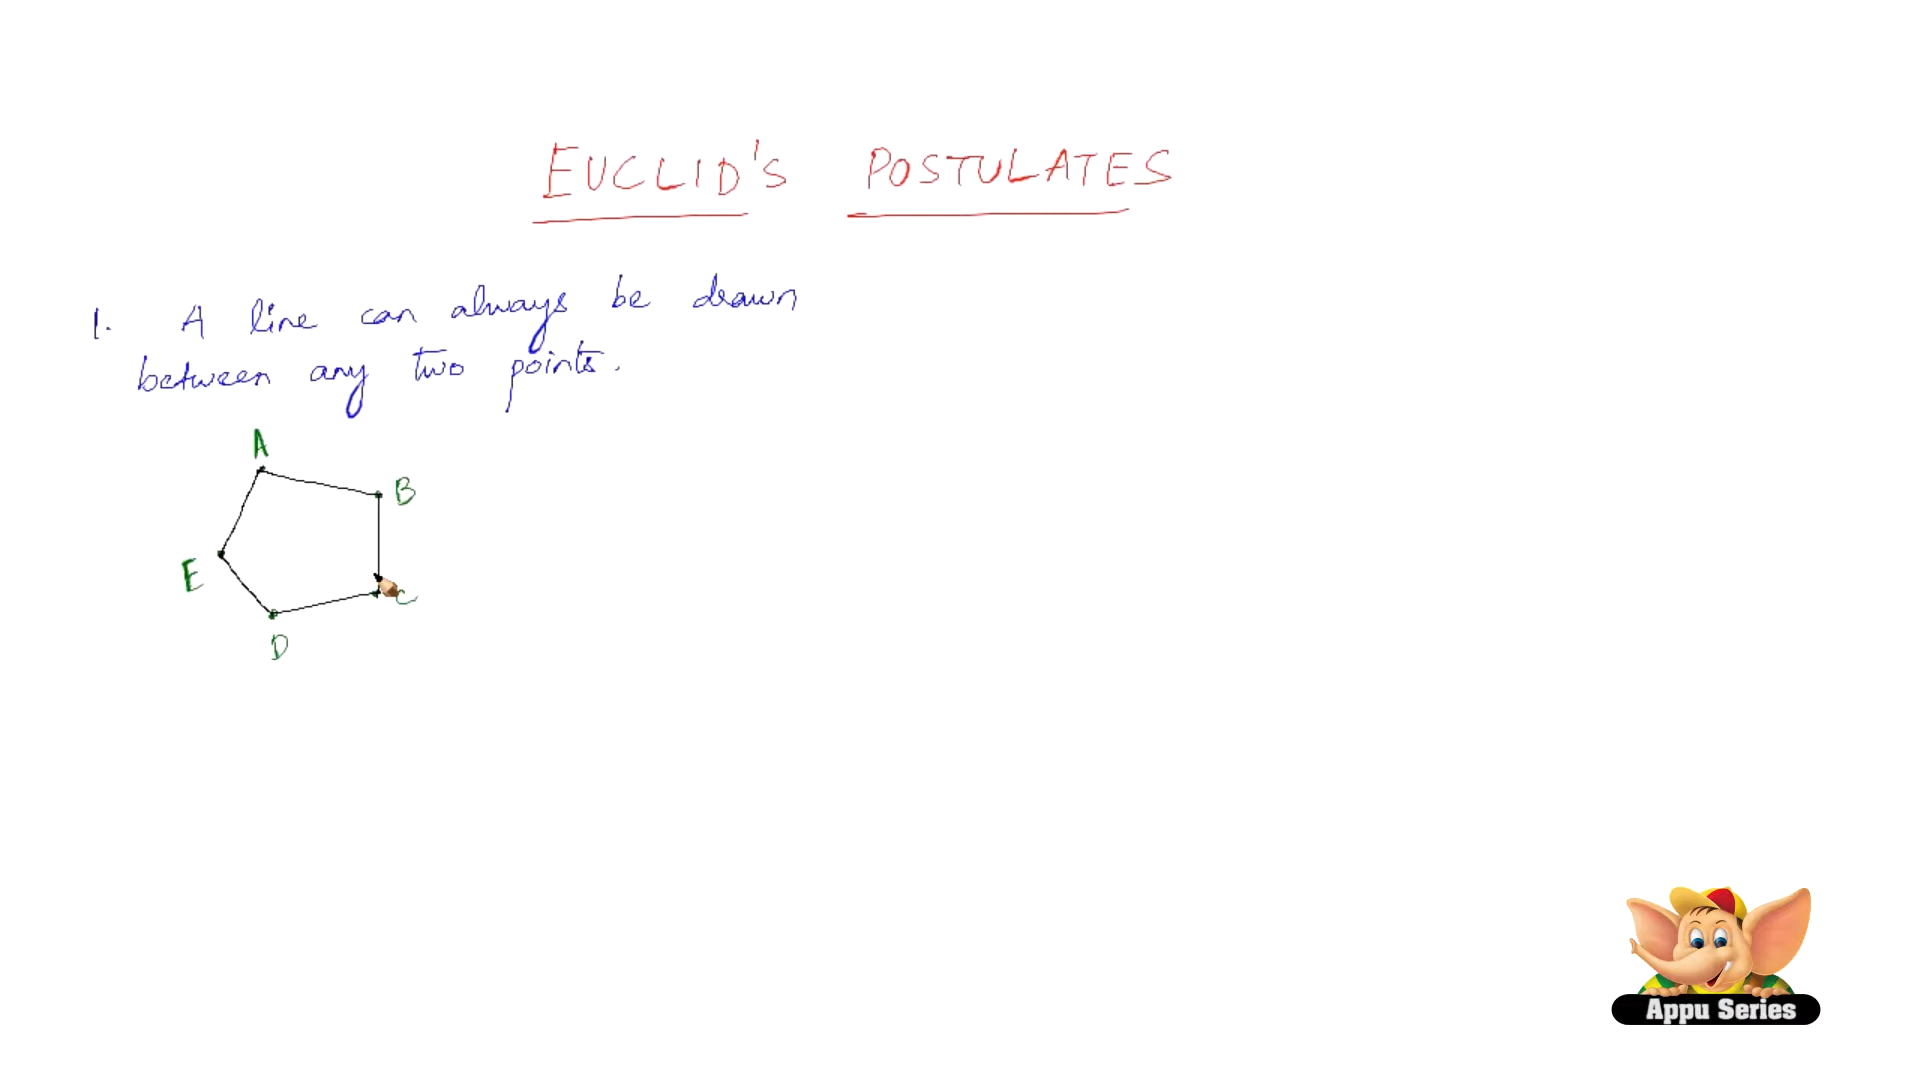 EUCLID'S POSTULATES
1. A line can always be drawn
between any two points.
A
B
E
C
D
Appu Series